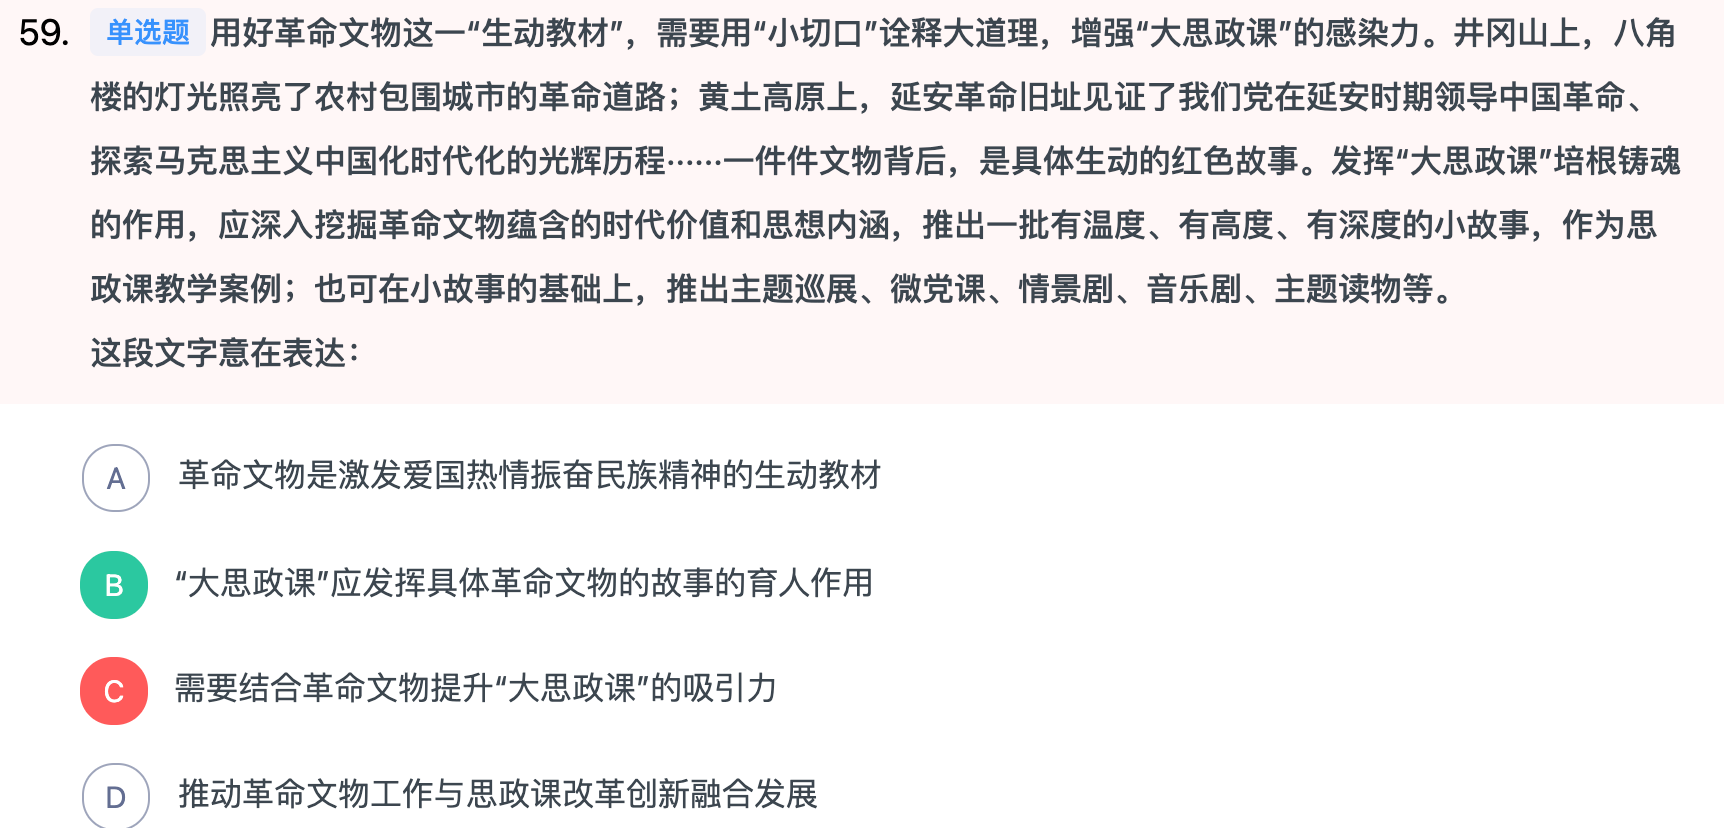 59. 单选题 用好革命文物这一“生动教材”，需要用“小切口”诠释大道理，增强“大思政课”的感染力。井冈山上，八角
楼的灯光照亮了农村包围城市的革命道路；黄土高原上，延安革命旧址见证了我们党在延安时期领导中国革命、
探索马克思主义中国化时代化的光辉历程……一件件文物背后，是具体生动的红色故事。发挥“大思政课”培根铸魂
的作用，应深入挖掘革命文物蕴含的时代价值和思想内涵，推出一批有温度、有高度、有深度的小故事，作为思
政课教学案例；也可在小故事的基础上，推出主题巡展、微党课、情景剧、音乐剧、主题读物等。
这段文字意在表达：
A 革命文物是激发爱国热情振奋民族精神的生动教材
B “大思政课”应发挥具体革命文物的故事的育人作用
C 需要结合革命文物提升“大思政课”的吸引力
D 推动革命文物工作与思政课改革创新融合发展